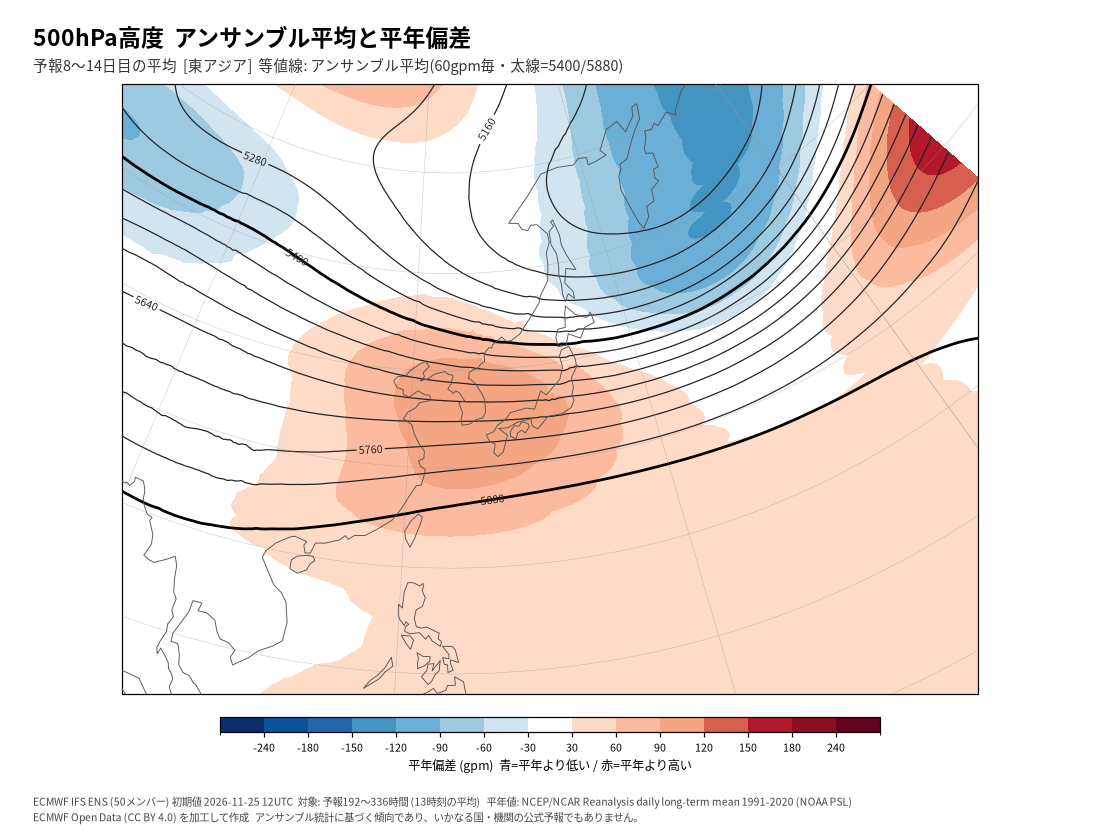 500hPa高度 アンサンブル平均と平年偏差
予報8～14日目の平均 [東アジア] 等値線: アンサンブル平均(60gpm毎・太線=5400/5880)
5160
5280
5400
5640
5760
5880
-240 -180 -150 -120 -90 -60 -30 30 60 90 120 150 180 240
平年偏差 (gpm) 青=平年より低い / 赤=平年より高い
ECMWF IFS ENS (50メンバー) 初期値 2026-11-25 12UTC 対象: 予報192～336時間 (13時刻の平均) 平年値: NCEP/NCAR Reanalysis daily long-term mean 1991-2020 (NOAA PSL)
ECMWF Open Data (CC BY 4.0) を加工して作成 アンサンブル統計に基づく傾向であり、いかなる国・機関の公式予報でもありません。